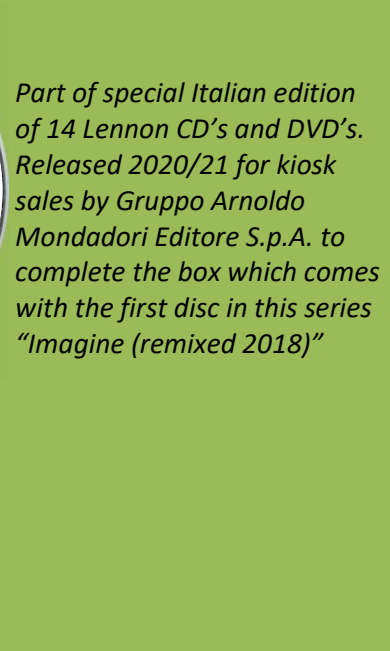 Part of special Italian edition
of 14 Lennon CD’s and DVD’s.
Released 2020/21 for kiosk
sales by Gruppo Arnoldo
Mondadori Editore S.p.A. to
complete the box which comes
with the first disc in this series
“Imagine (remixed 2018)”